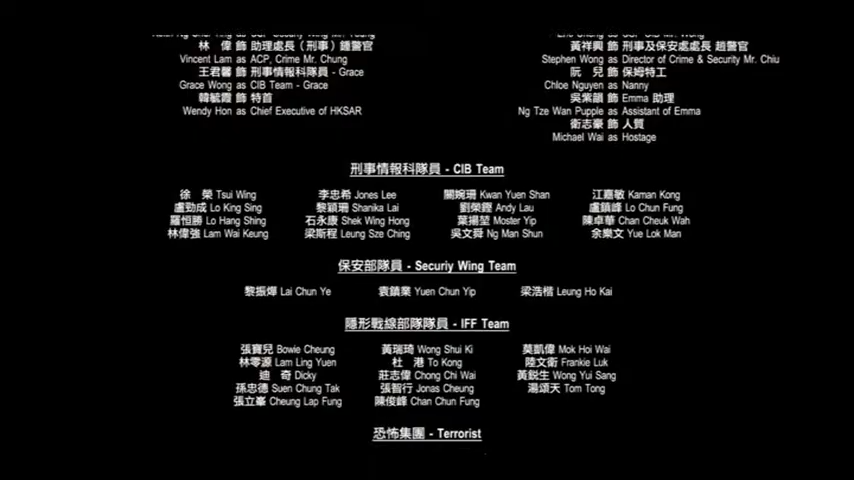 林 偉 飾 助理處長（刑事）鍾警官
Vincent Lam as ACP, Crime Mr. Chung
王君馨 飾 刑事情報科隊員 - Grace
Grace Wong as CIB Team - Grace
韓毓霞 飾 特首
Wendy Hon as Chief Executive of HKSAR
黃祥興 飾 刑事及保安處處長 趙警官
Stephen Wong as Director of Crime & Security Mr. Chiu
阮 兒 飾 保姆特工
Chloe Nguyen as Nanny
吳紫韻 飾 Emma 助理
Ng Tze Wan Pupple as Assistant of Emma
衛志豪 飾 人質
Michael Wai as Hostage
刑事情報科隊員 - CIB Team
徐 榮 Tsui Wing 李忠希 Jones Lee 關婉珊 Kwan Yuen Shan 江嘉敏 Kaman Kong
盧勁成 Lo King Sing 黎穎珊 Shanika Lai 劉榮鏗 Andy Lau 盧鎮峰 Lo Chun Fung
羅恒勝 Lo Hang Shing 石永康 Shek Wing Hong 葉揚堃 Moster Yip 陳卓華 Chan Cheuk Wah
林偉強 Lam Wai Keung 梁斯程 Leung Sze Ching 吳文舜 Ng Man Shun 余樂文 Yue Lok Man
保安部隊員 - Securiy Wing Team
黎振燁 Lai Chun Ye 袁鎮業 Yuen Chun Yip 梁浩楷 Leung Ho Kai
隱形戰線部隊隊員 - IFF Team
張寶兒 Bowie Cheung 黃瑞琦 Wong Shui Ki 莫凱偉 Mok Hoi Wai
林零源 Lam Ling Yuen 杜 港 To Kong 陸文衛 Frankie Luk
迪 奇 Dicky 莊志偉 Chong Chi Wai 黃銳生 Wong Yui Sang
孫忠德 Suen Chung Tak 張智行 Jonas Cheung 湯頌天 Tom Tong
張立峯 Cheung Lap Fung 陳俊峰 Chan Chun Fung
恐怖集團 - Terrorist